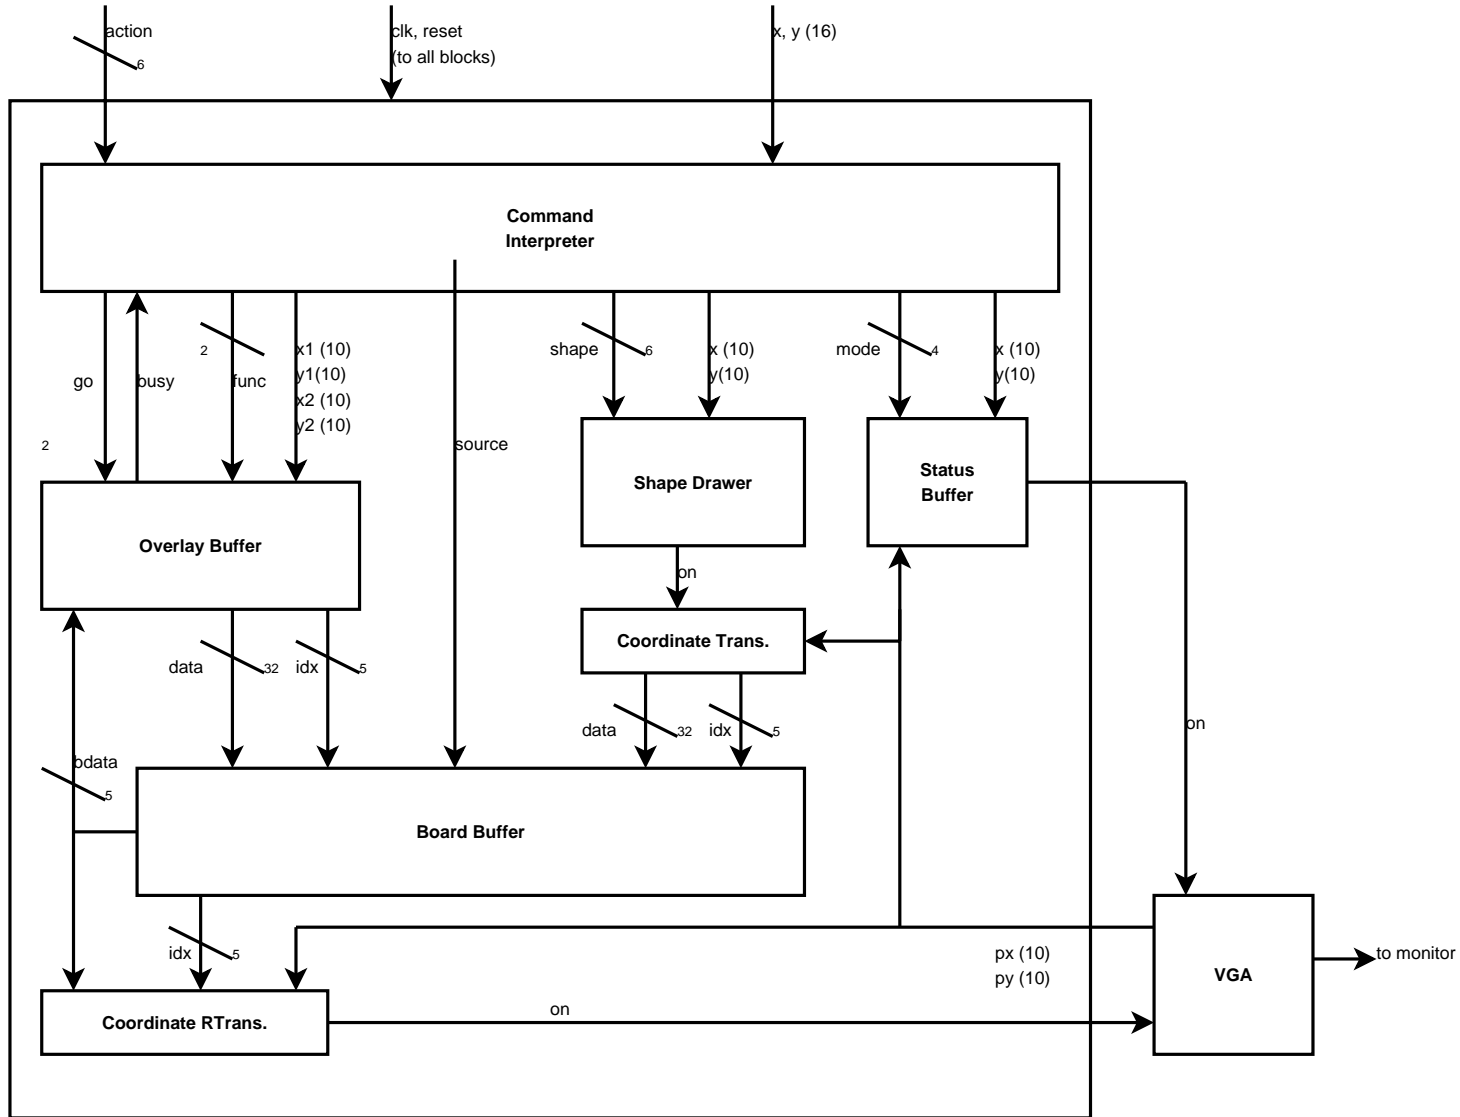 action
6
clk, reset
(to all blocks)
x, y (16)
Command
Interpreter
go
2
busy
2
func
x1 (10)
y1(10)
x2 (10)
y2 (10)
source
shape
6
x (10)
y(10)
mode
4
x (10)
y(10)
Overlay Buffer
Shape Drawer
Status
Buffer
on
Coordinate Trans.
data
32
idx
5
data
32
idx
5
on
bdata
5
Board Buffer
idx
5
px (10)
py (10)
VGA
to monitor
Coordinate RTrans.
on